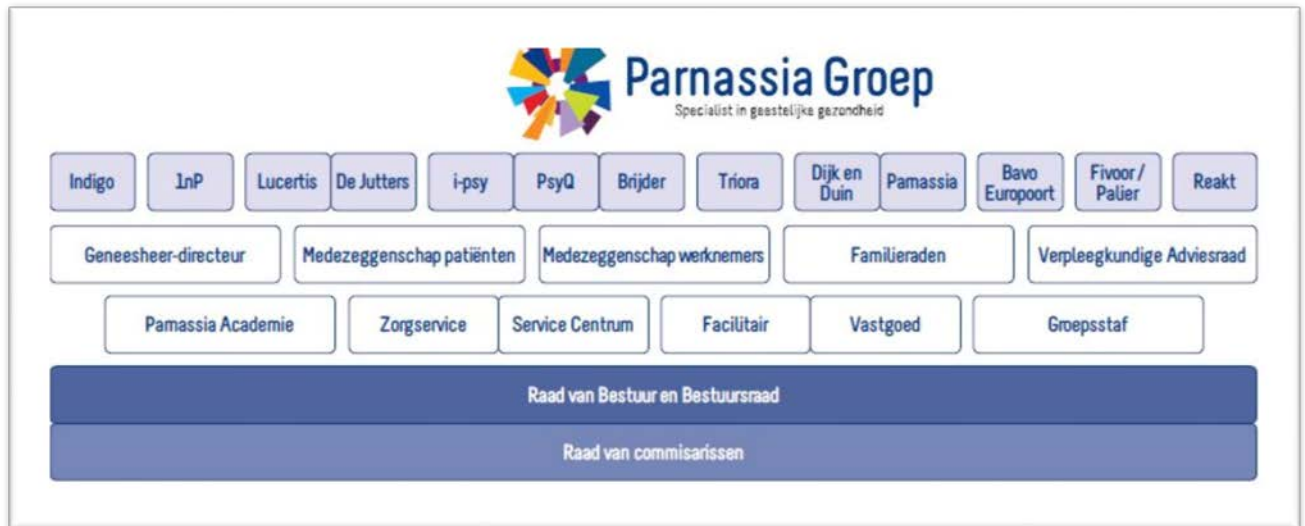 Parnassia Groep
Specialist in geestelijke gezondheid
Indigo 1nP Lucertis De Jutters i-psy PsyQ Brijder Triora Dijk en Duin Parnassia Bavo Europoort Fivoor/ Palier Reakt
Geneesheer-directeur Medezeggenschap patiënten Medezeggenschap werknemers Familieraden Verpleegkundige Adviesraad
Parnassia Academie Zorgservice Service Centrum Facilitair Vastgoed Groepsstaf
Raad van Bestuur en Bestuursraad
Raad van commisarissen